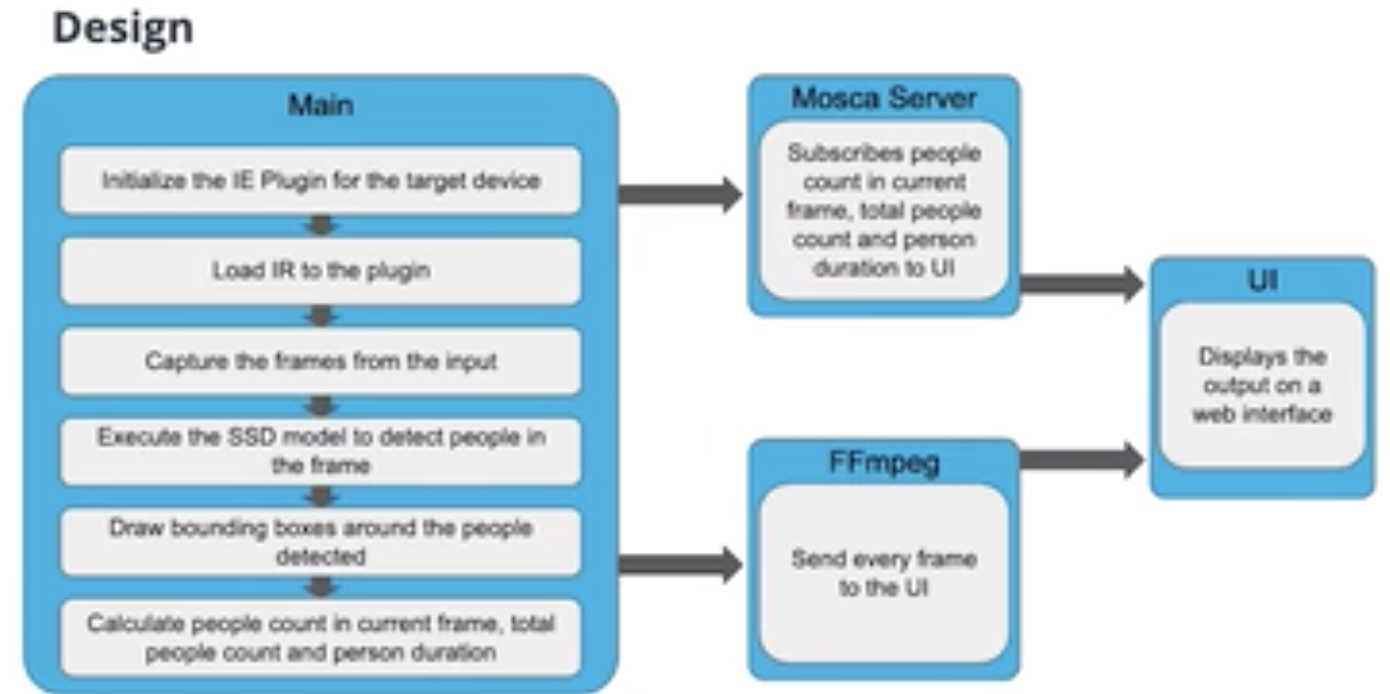 Design
Main
Initialize the IE Plugin for the target device
Load IR to the plugin
Capture the frames from the input
Execute the SSD model to detect people in
the frame
Draw bounding boxes around the people
detected
Calculate people count in current frame, total
people count and person duration
Mosca Server
Subscribes people
count in current
frame, total people
count and person
duration to UI
FFmpeg
Send every frame
to the UI
UI
Displays the
output on a
web interface